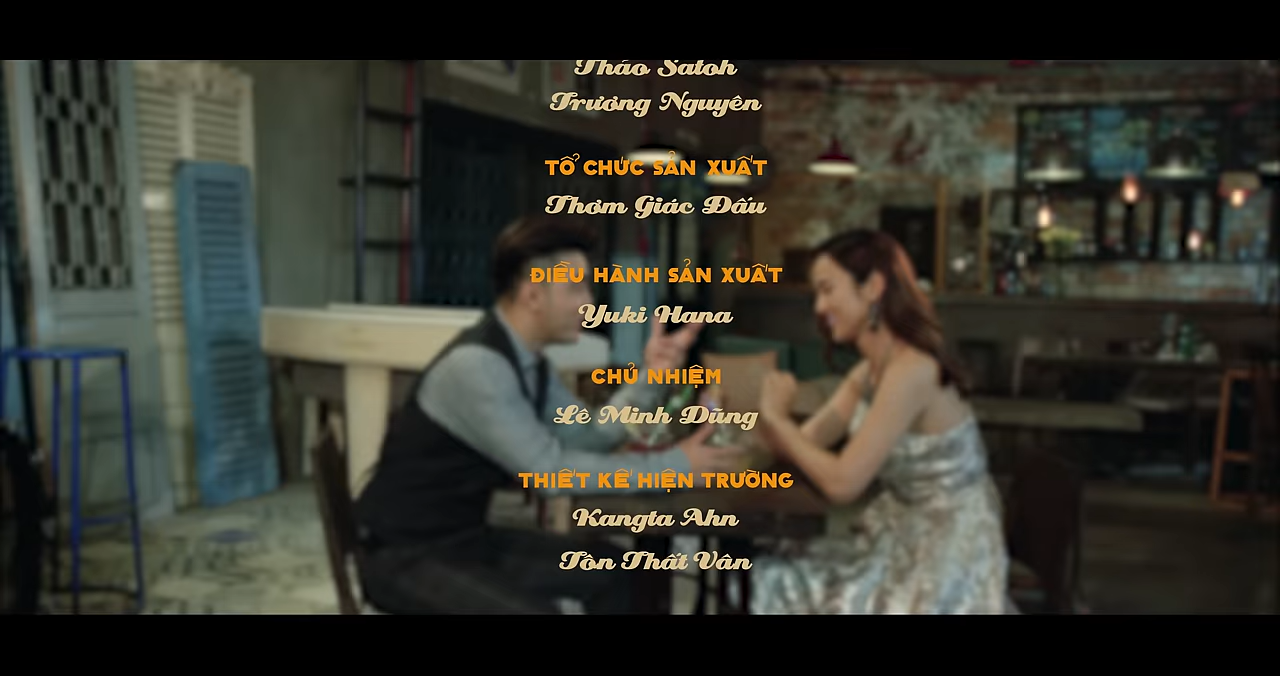 Thảo Satoh
Trương Nguyên
TỔ CHỨC SẢN XUẤT
Thơm Giác Đấu
ĐIỀU HÀNH SẢN XUẤT
Yuki Hana
CHỦ NHIỆM
Lê Minh Dũng
THIẾT KẾ HIỆN TRƯỜNG
Kangta Ahn
Tôn Thất Vân